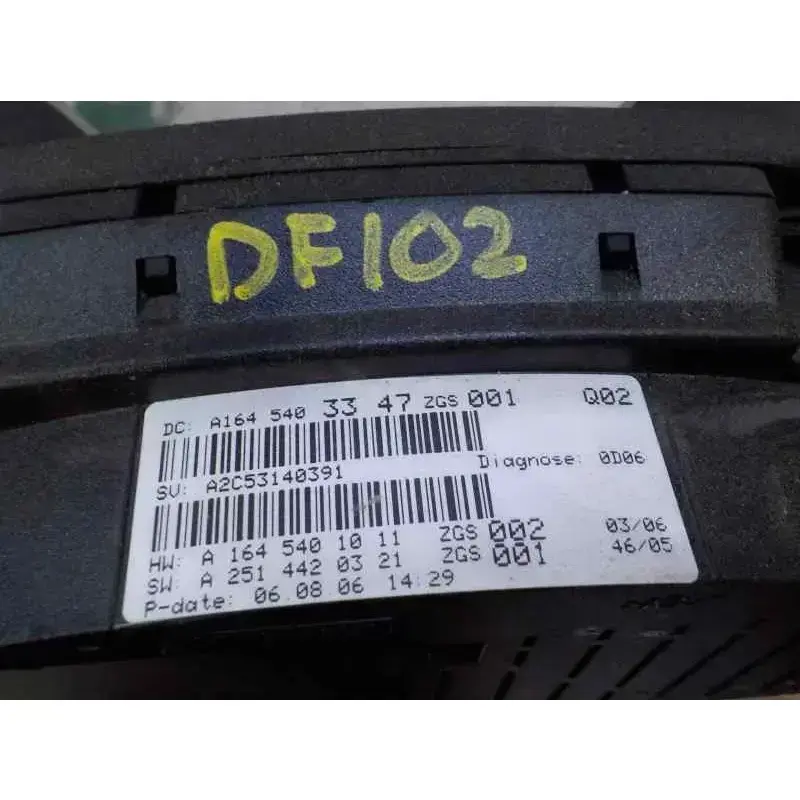 DF102
DC: A164 540 33 47 ZGS 001 Q02
Diagnose: 0D06
SV: A2C53140391
HW: A 164 540 10 11 ZGS 002 03/06
SW: A 251 442 03 21 ZGS 001 46/05
P-date: 06.08.06 14:29